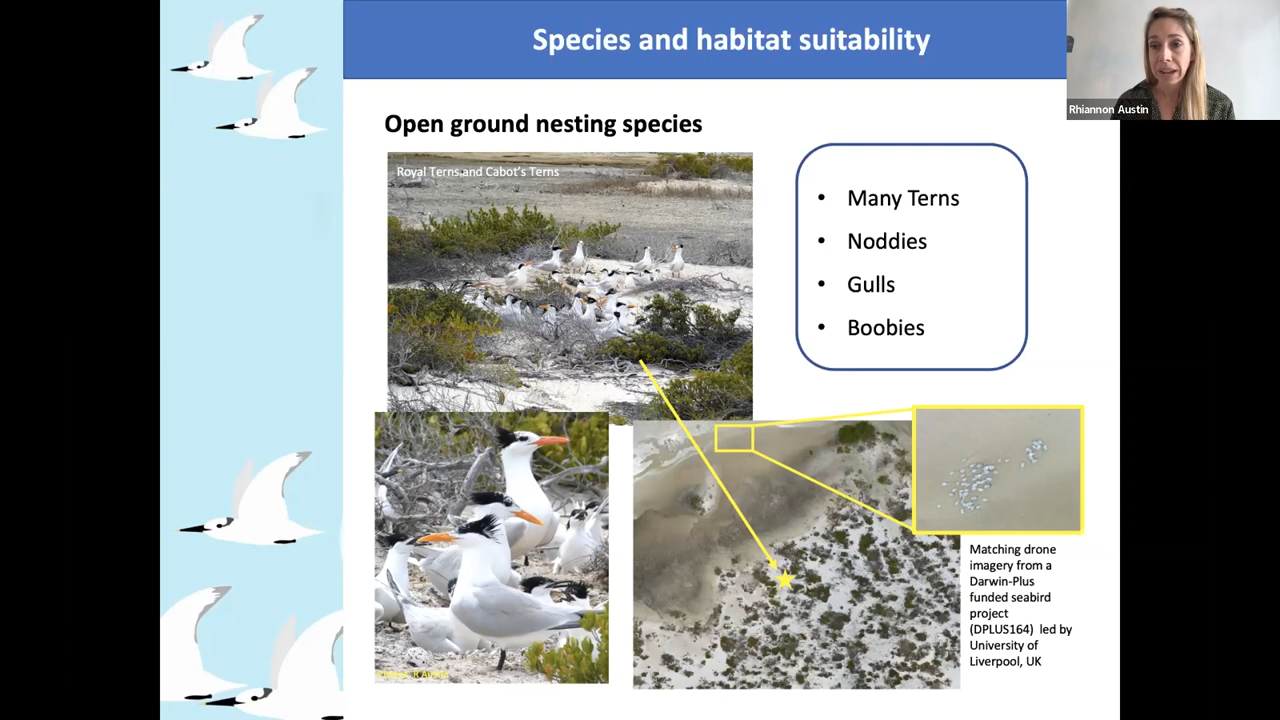 Species and habitat suitability
Rhiannon Austin
Open ground nesting species
Royal Terns and Cabot's Terns
• Many Terns
• Noddies
• Gulls
• Boobies
Matching drone
imagery from a
Darwin-Plus
funded seabird
project
(DPLUS164) led by
University of
Liverpool, UK